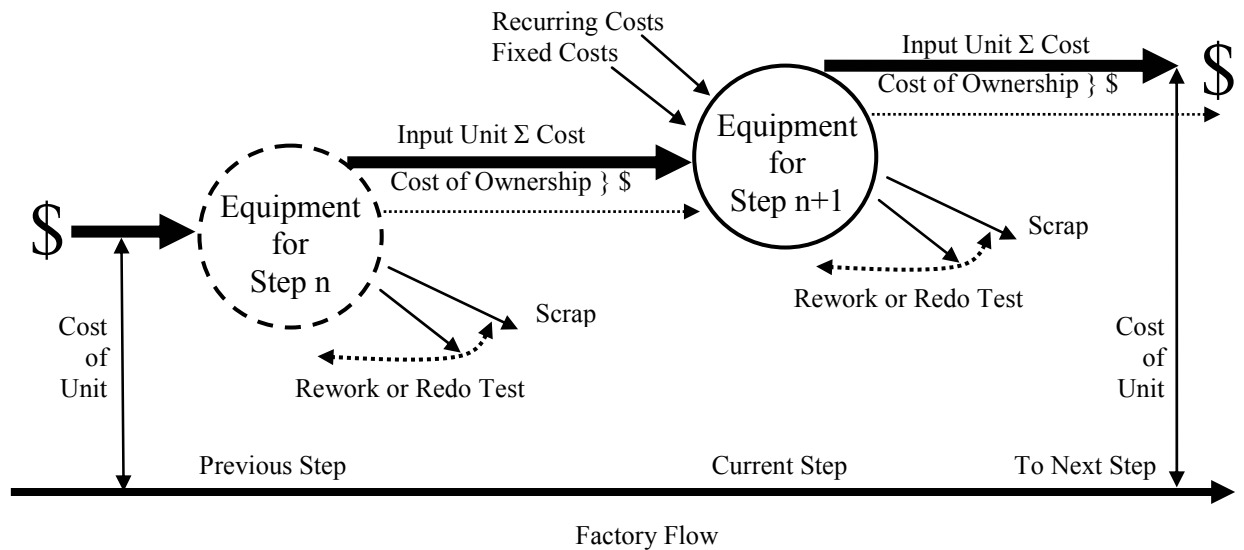 Recurring Costs
Fixed Costs
Input Unit Σ Cost
Cost of Ownership } $
$
Equipment
for
Step n+1
Input Unit Σ Cost
Cost of Ownership } $
$
Equipment
for
Step n
Scrap
Rework or Redo Test
Scrap
Rework or Redo Test
Cost
of
Unit
Cost
of
Unit
Previous Step
Current Step
To Next Step
Factory Flow